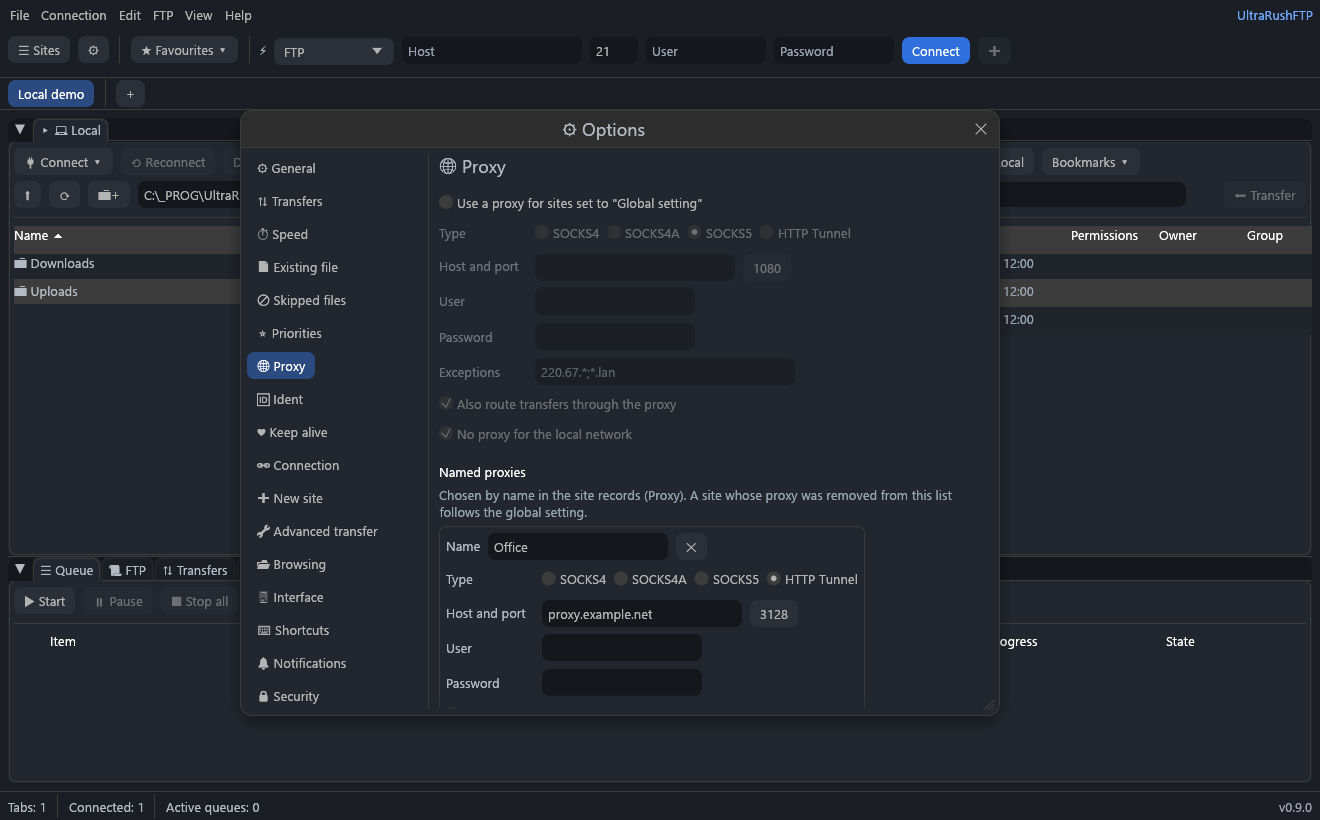 File Connection Edit FTP View Help UltraRushFTP
Sites Favourites FTP Host 21 User Password Connect +
Local demo +
Local
Options
Connect Reconnect D ocal Bookmarks
C:\_PROG\UltraR Transfer
Name Permissions Owner Group
Downloads 12:00
Uploads 12:00
12:00
General
Transfers
Speed
Existing file
Skipped files
Priorities
Proxy
Ident
Keep alive
Connection
New site
Advanced transfer
Browsing
Interface
Shortcuts
Notifications
Security
Proxy
Use a proxy for sites set to "Global setting"
Type SOCKS4 SOCKS4A SOCKS5 HTTP Tunnel
Host and port 1080
User
Password
Exceptions 220.67.*;*.lan
Also route transfers through the proxy
No proxy for the local network
Named proxies
Chosen by name in the site records (Proxy). A site whose proxy was removed from this list
follows the global setting.
Name Office
Type SOCKS4 SOCKS4A SOCKS5 HTTP Tunnel
Host and port proxy.example.net 3128
User
Password
Queue FTP Transfers
Start Pause Stop all
Item ogress State
Tabs: 1 Connected: 1 Active queues: 0 v0.9.0